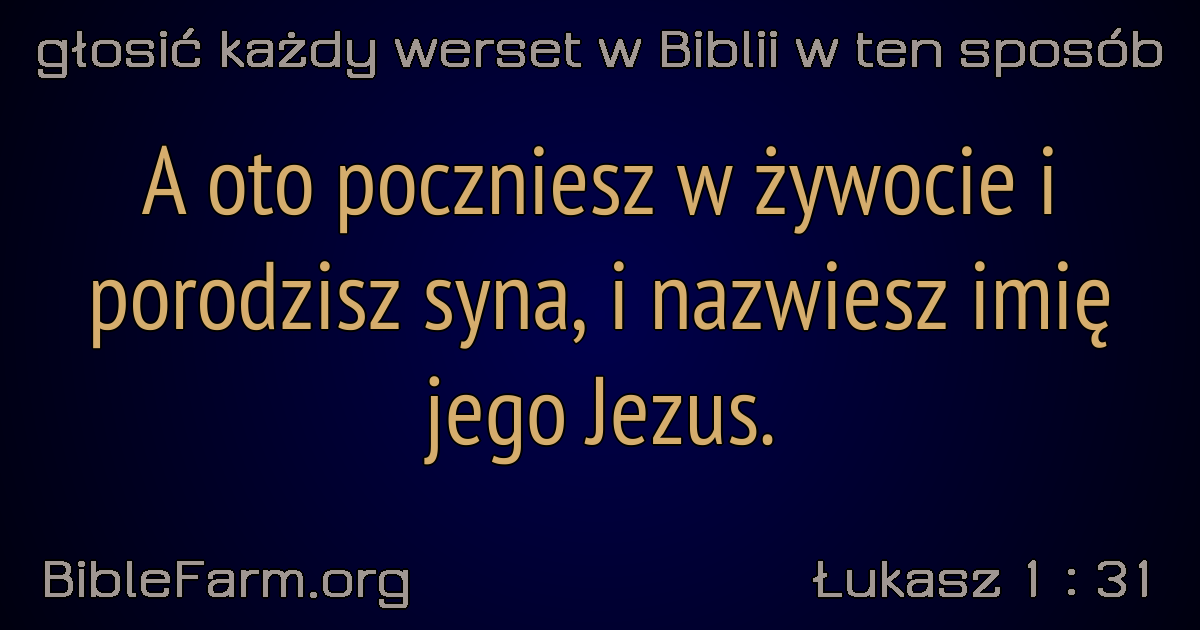 głosić każdy werset w Biblii w ten sposób
A oto poczniesz w żywocie i
porodzisz syna, i nazwiesz imię
jego Jezus.
BibleFarm.org
Łukasz 1 : 31